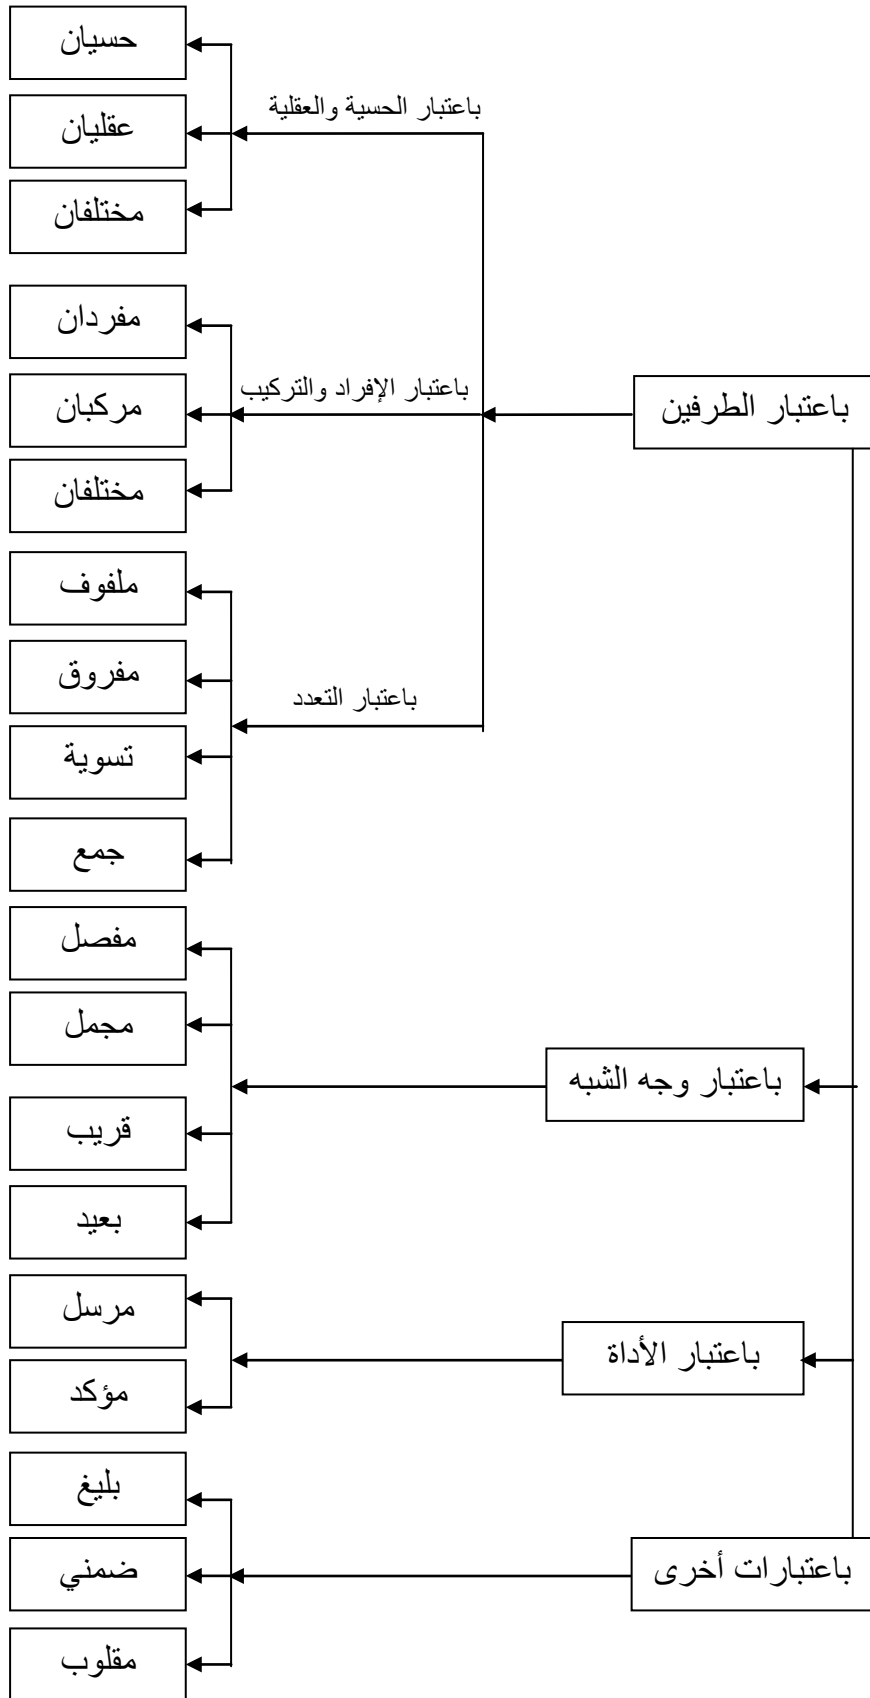 باعتبار الطرفين
باعتبار الحسية والعقلية
حسيان
عقليان
مختلفان
باعتبار الإفراد والتركيب
مفردان
مركبان
مختلفان
باعتبار التعدد
ملفوف
مفروق
تسوية
جمع
باعتبار وجه الشبه
مفصل
مجمل
قريب
بعيد
باعتبار الأداة
مرسل
مؤكد
باعتبارات أخرى
بليغ
ضمني
مقلوب